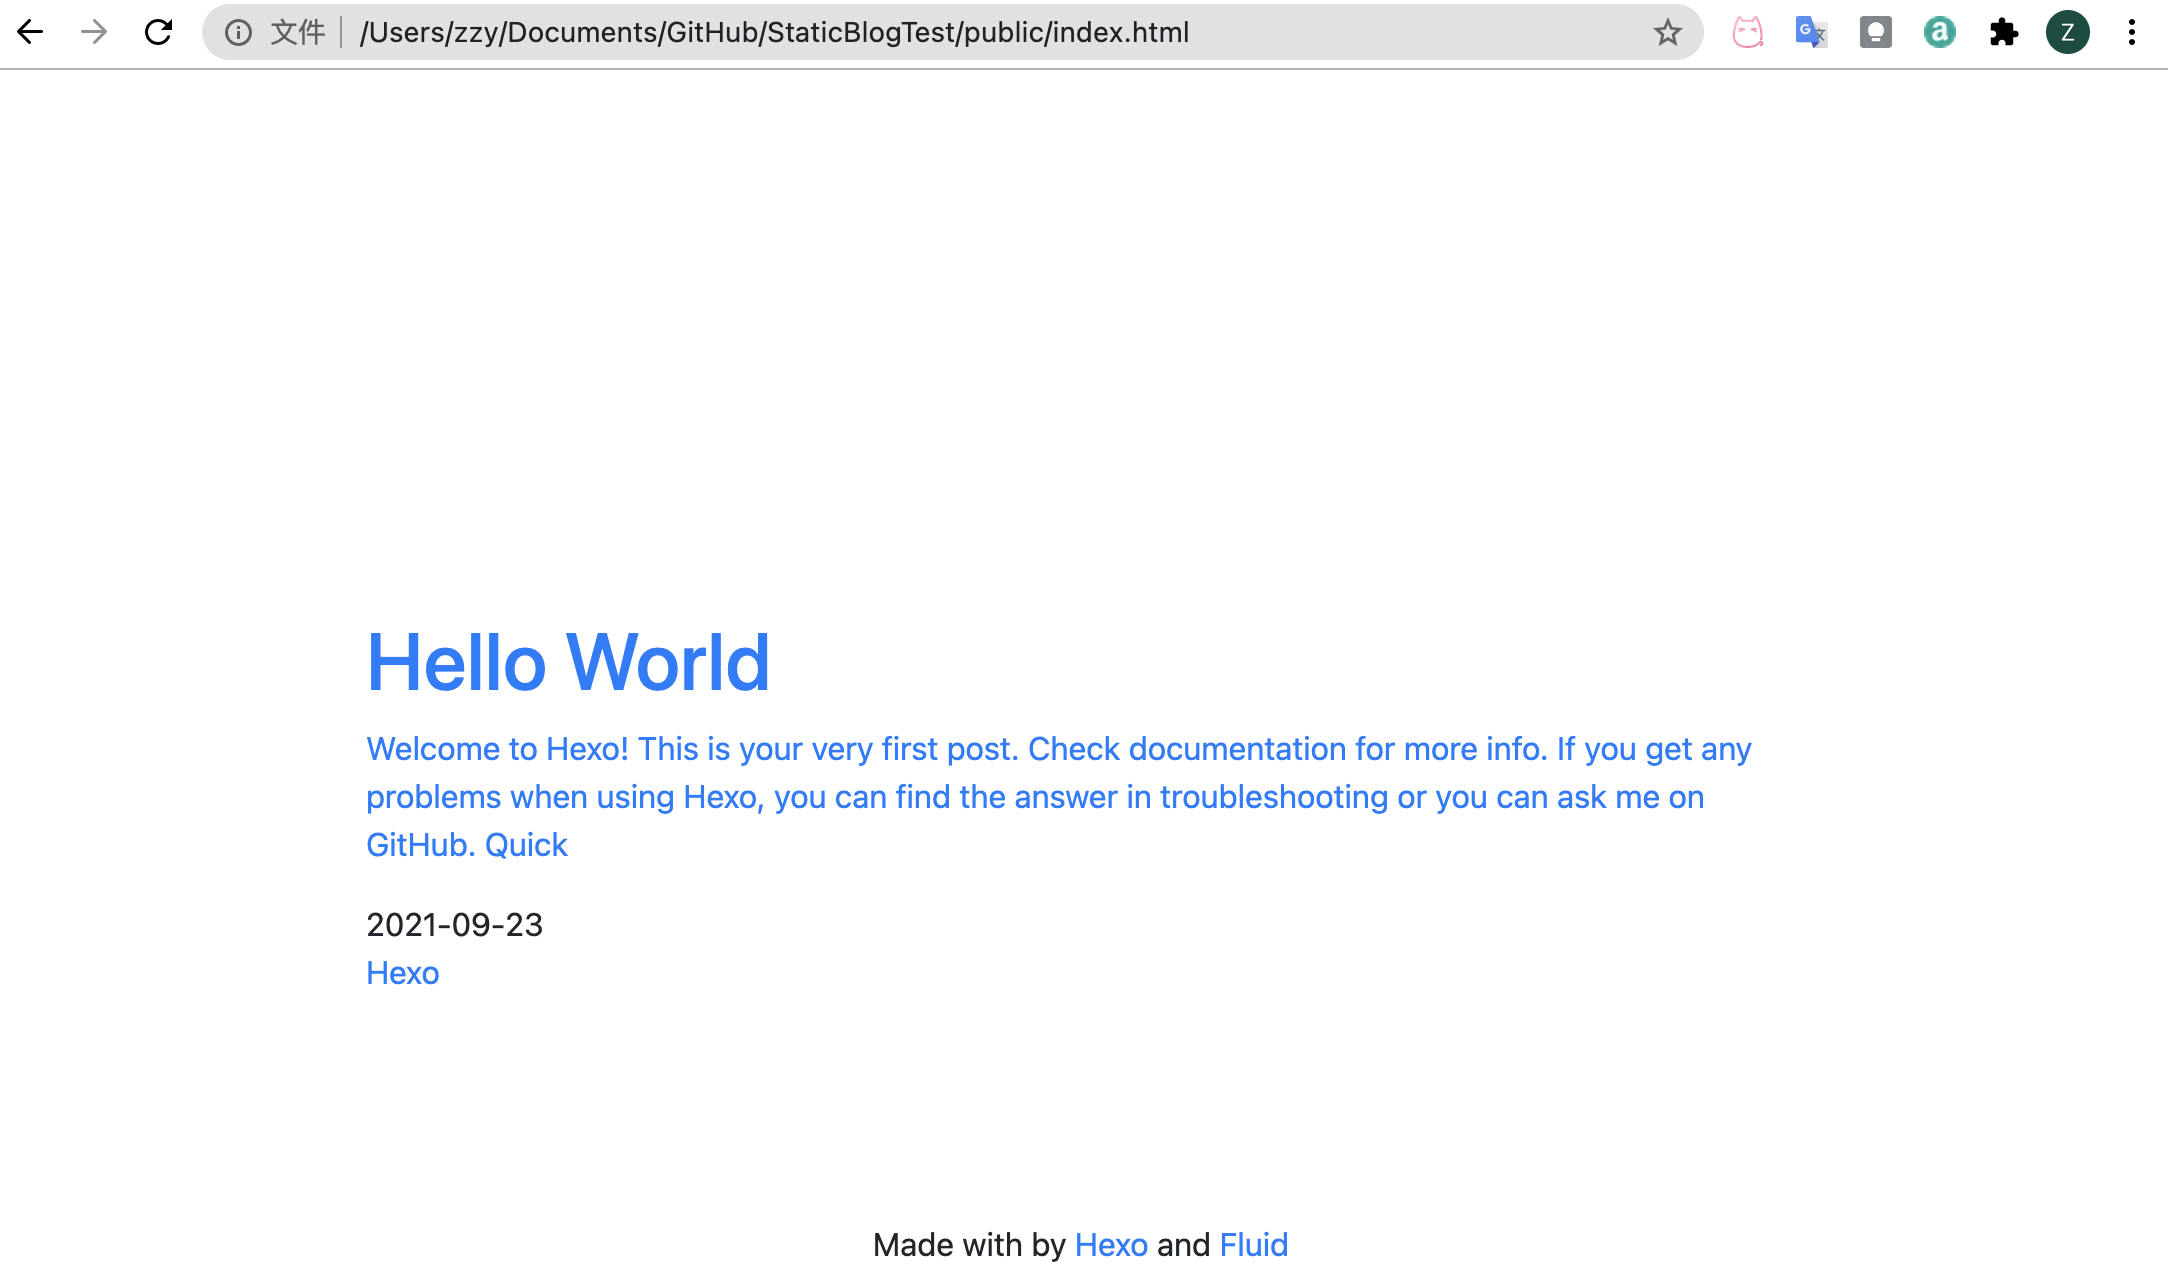 文件 /Users/zzy/Documents/GitHub/StaticBlogTest/public/index.html
Z
Hello World
Welcome to Hexo! This is your very first post. Check documentation for more info. If you get any
problems when using Hexo, you can find the answer in troubleshooting or you can ask me on
GitHub. Quick
2021-09-23
Hexo
Made with by Hexo and Fluid